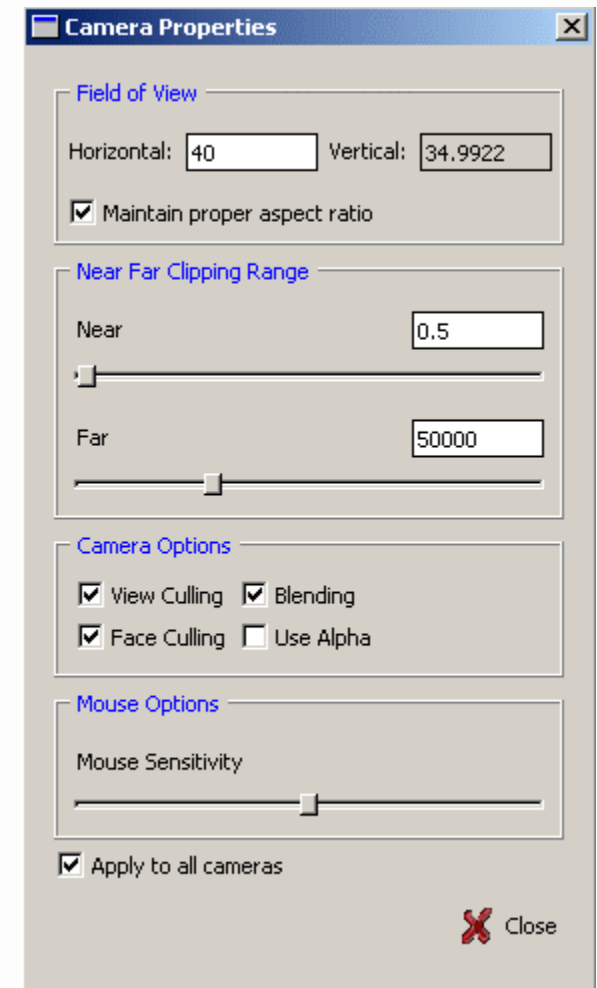 Camera Properties
Field of View
Horizontal: 40 Vertical: 34.9922
Maintain proper aspect ratio
Near Far Clipping Range
Near 0.5
Far 50000
Camera Options
View Culling Blending
Face Culling Use Alpha
Mouse Options
Mouse Sensitivity
Apply to all cameras
Close